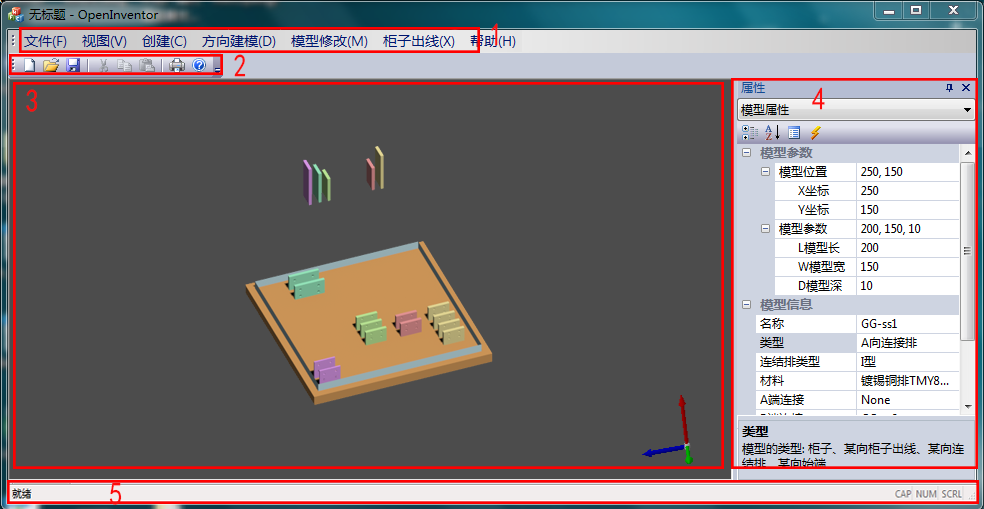 无标题 - OpenInventor
文件(F) 视图(V) 创建(C) 方向建模(D) 模型修改(M) 柜子出线(X) 帮助(H)
1
2
3
4
属性
模型属性
模型参数
模型位置 250, 150
X坐标 250
Y坐标 150
模型参数 200, 150, 10
L模型长 200
W模型宽 150
D模型深 10
模型信息
名称 GG-ss1
类型 A向连接排
连结排类型 I型
材料 镀锡铜排TMY8...
A端连接 None
类型
模型的类型: 柜子、某向柜子出线、某向连
结排、某向始端
就绪
5
CAP NUM SCRL